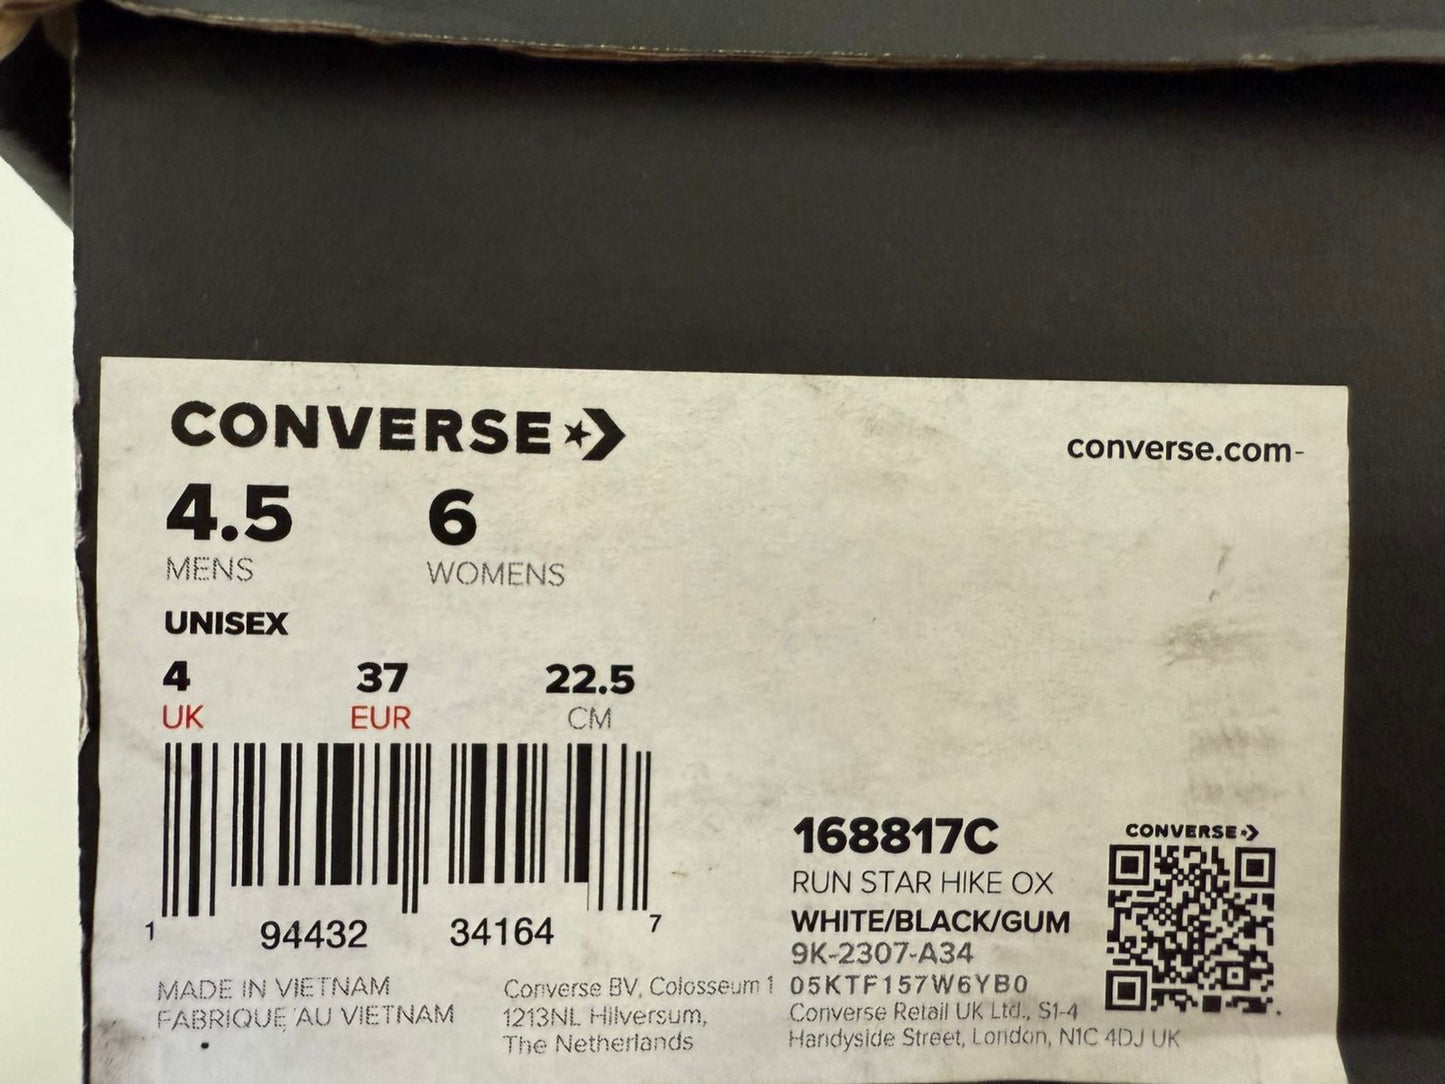 CONVERSE
converse.com-
4.5 6
MENS WOMENS
UNISEX
4 37 22.5
UK EUR CM
1 94432 34164 7
MADE IN VIETNAM
FABRIQUÉ AU VIETNAM
Converse BV, Colosseum 1
1213NL Hilversum,
The Netherlands
168817C
RUN STAR HIKE OX
WHITE/BLACK/GUM
9K-2307-A34
05KTF157W6YB0
Converse Retail UK Ltd., S1-4
Handyside Street, London, N1C 4DJ UK
CONVERSE